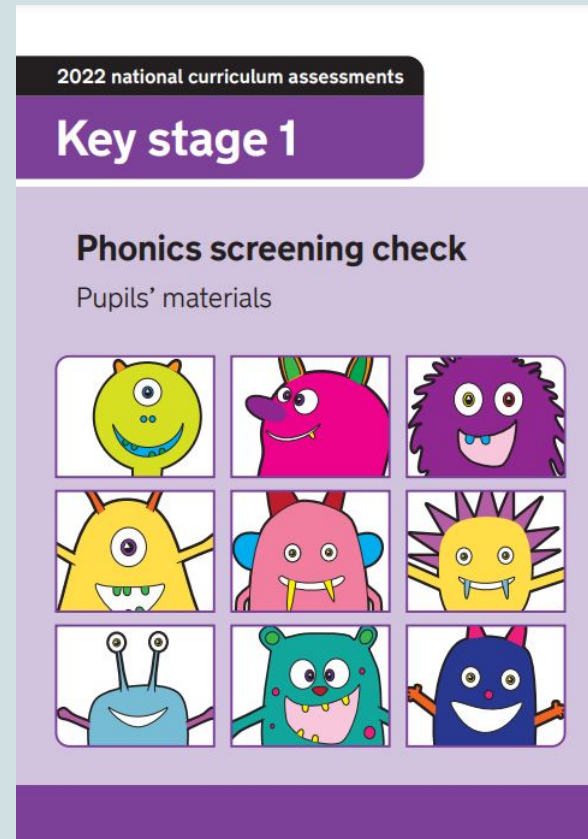 2022 national curriculum assessments
Key stage 1
Phonics screening check
Pupils’ materials